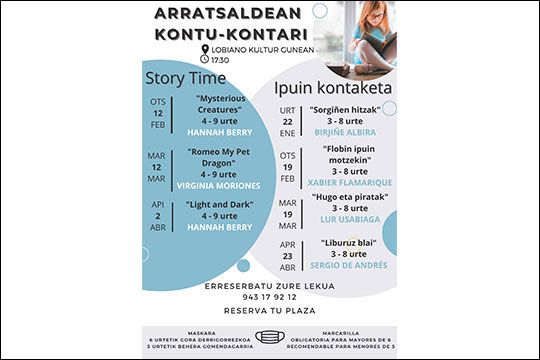 ARRATSALDEAN
KONTU-KONTARI
LOBIANO KULTUR GUNEAN
17:30
Story Time
OTS
12
FEB
"Mysterious
Creatures"
4 - 9 urte
HANNAH BERRY
MAR
12
MAR
"Romeo My Pet
Dragon"
4 - 9 urte
VIRGINIA MORIONES
API
2
ABR
"Light and Dark"
4 - 9 urte
HANNAH BERRY
Ipuin kontaketa
URT
22
ENE
"Sorgiñen hitzak"
3 - 8 urte
BIRJIÑE ALBIRA
OTS
19
FEB
"Flobin ipuin
motzekin"
3 - 8 urte
XABIER FLAMARIQUE
MAR
19
MAR
"Hugo eta piratak"
3 - 8 urte
LUR USABIAGA
APR
23
ABR
"Liburuz blai"
3 - 8 urte
SERGIO DE ANDRÉS
ERRESERBATU ZURE LEKUA
943 17 92 12
RESERVA TU PLAZA
MASKARA
6 URTETIK GORA DERRIGORREZKOA
5 URTETIK BEHERA GOMENDAGARRIA
MARCARILLA
OBLIGATORIA PARA MAYORES DE 6
RECOMENDABLE PARA MENORES DE 5